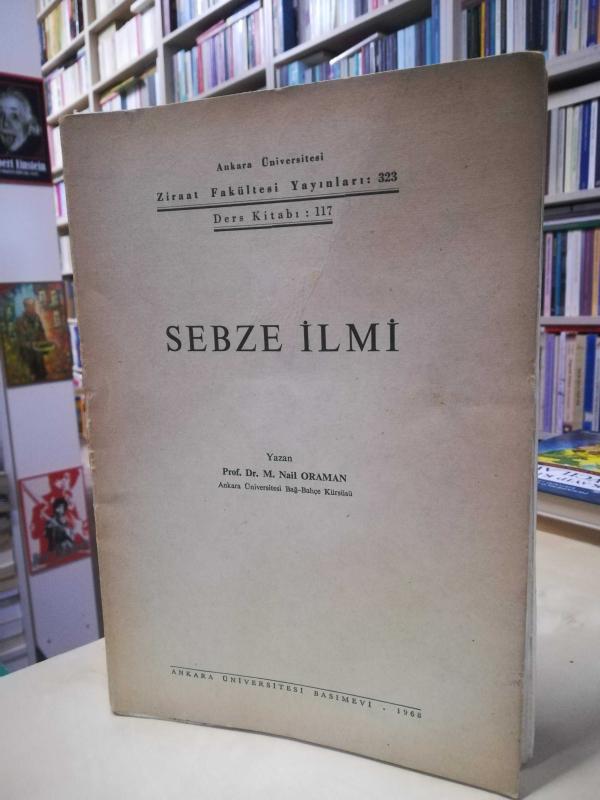 Ankara Üniversitesi
Ziraat Fakültesi Yayınları: 323
Ders Kitabı : 117
SEBZE İLMİ
Yazan
Prof. Dr. M. Nail ORAMAN
Ankara Üniversitesi Bağ-Bahçe Kürsüsü
ANKARA ÜNİVERSİTESİ BASIMEVİ . 1968
Einstein